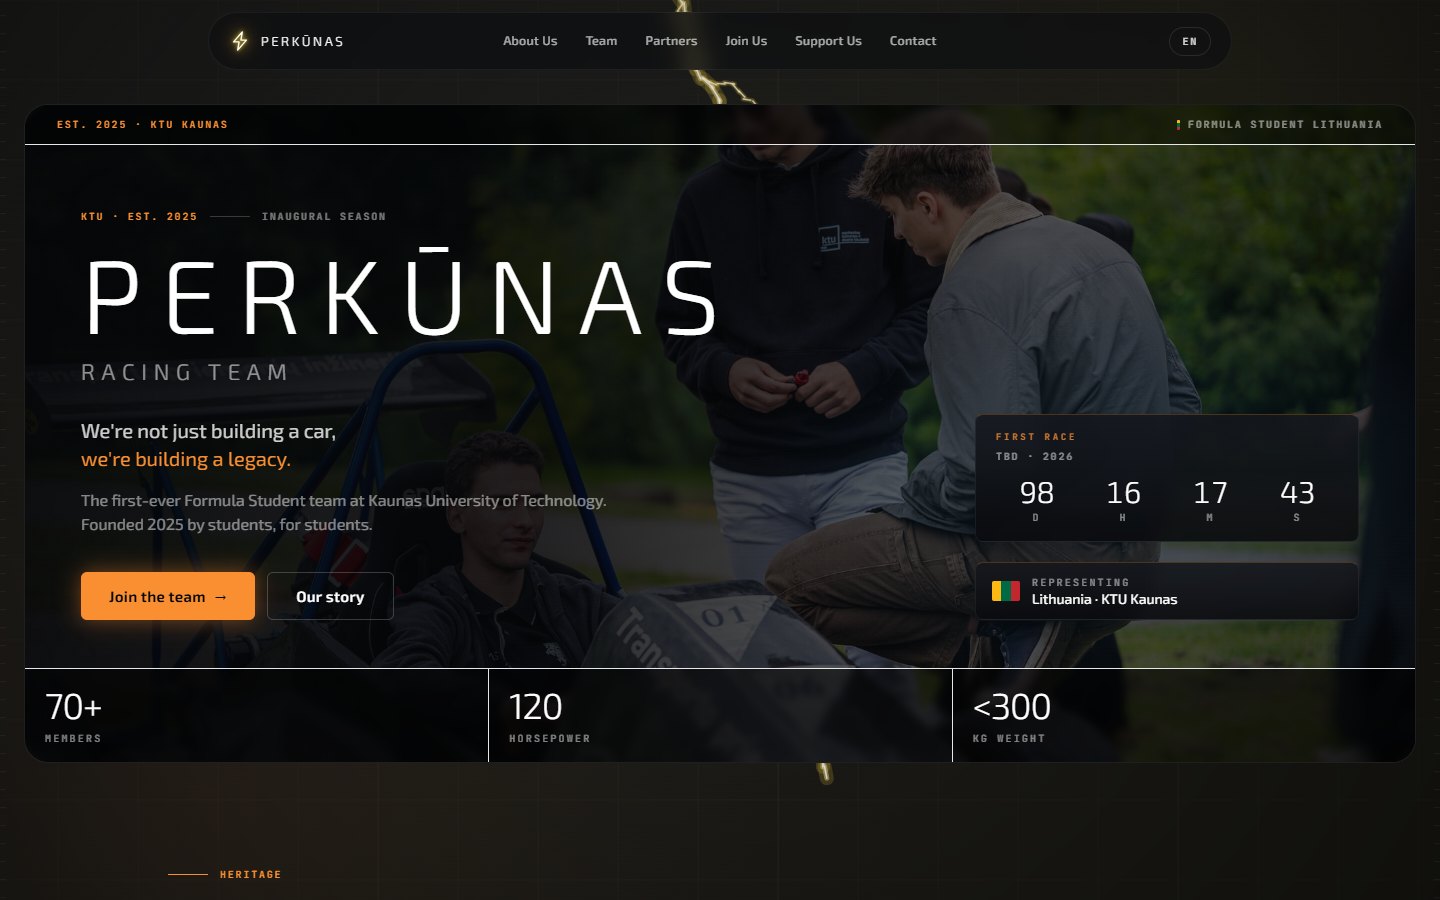 PERKŪNAS
About Us
Team
Partners
Join Us
Support Us
Contact
EN
EST. 2025 · KTU KAUNAS
FORMULA STUDENT LITHUANIA
KTU · EST. 2025
INAUGURAL SEASON
ktu
PERKŪNAS
RACING TEAM
We're not just building a car,
we're building a legacy.
The first-ever Formula Student team at Kaunas University of Technology.
Founded 2025 by students, for students.
Join the team →
Our story
FIRST RACE
TBD · 2026
98 16 17 43
D H M S
REPRESENTING
Lithuania · KTU Kaunas
01
70+
MEMBERS
120
HORSEPOWER
<300
KG WEIGHT
HERITAGE